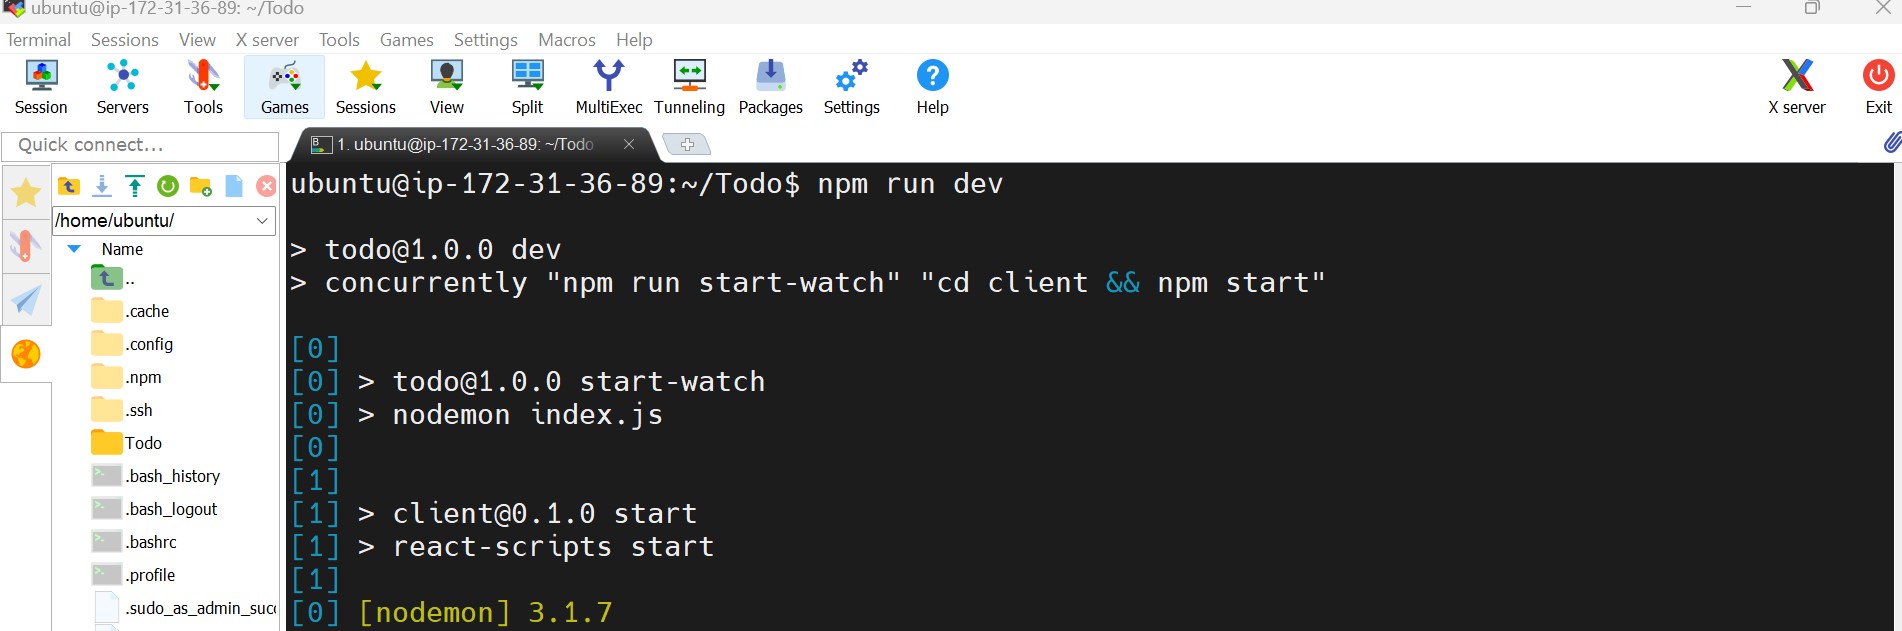 ubuntu@ip-172-31-36-89: ~/Todo
Terminal Sessions View X server Tools Games Settings Macros Help
Session Servers Tools Games Sessions View Split MultiExec Tunneling Packages Settings Help X server Exit
Quick connect...
1. ubuntu@ip-172-31-36-89: ~/Todo
/home/ubuntu/
Name
..
.cache
.config
.npm
.ssh
Todo
.bash_history
.bash_logout
.bashrc
.profile
.sudo_as_admin_succ
ubuntu@ip-172-31-36-89:~/Todo$ npm run dev
> todo@1.0.0 dev
> concurrently "npm run start-watch" "cd client && npm start"
[0]
[0] > todo@1.0.0 start-watch
[0] > nodemon index.js
[0]
[1]
[1] > client@0.1.0 start
[1] > react-scripts start
[1]
[0] [nodemon] 3.1.7